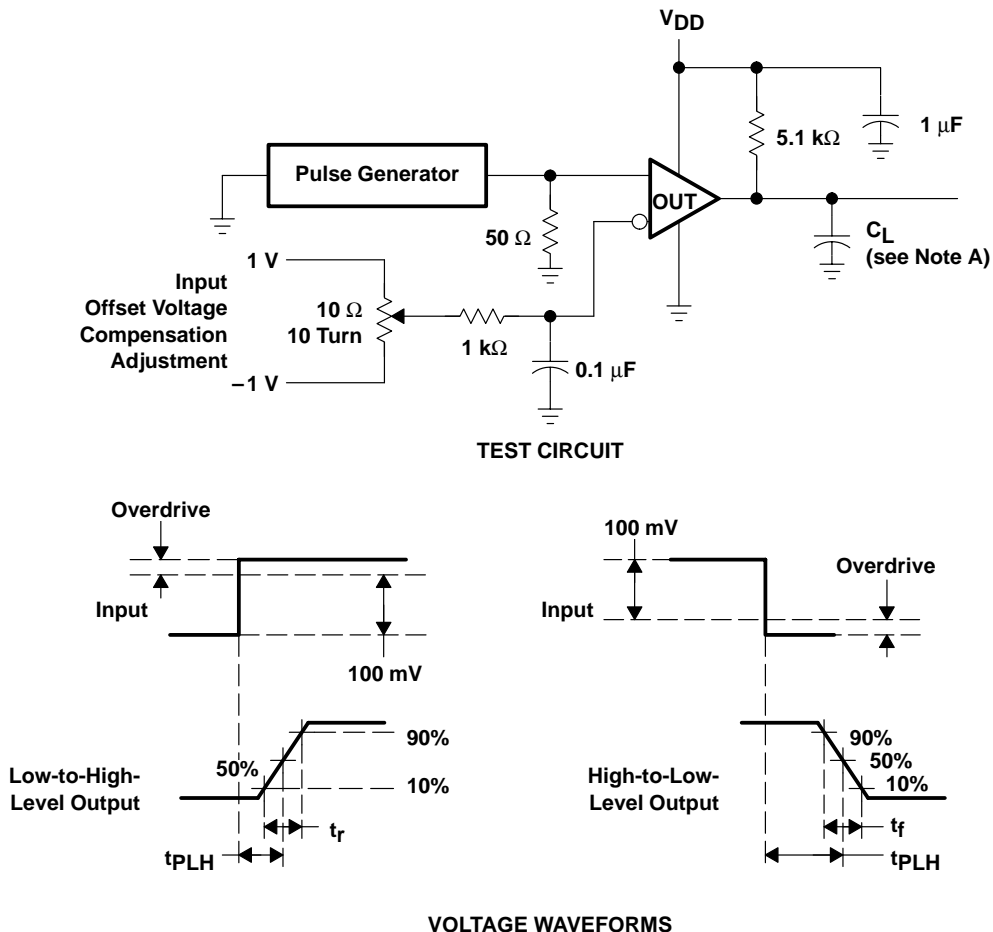 VDD
5.1 kΩ
1 μF
Pulse Generator
OUT
50 Ω
CL
(see Note A)
1 V
Input
Offset Voltage
Compensation
Adjustment
10 Ω
10 Turn
1 kΩ
0.1 μF
−1 V
TEST CIRCUIT
Overdrive
Input
100 mV
90%
50%
10%
Low-to-High-
Level Output
tr
tPLH
100 mV
Overdrive
Input
90%
50%
10%
High-to-Low-
Level Output
tf
tPLH
VOLTAGE WAVEFORMS